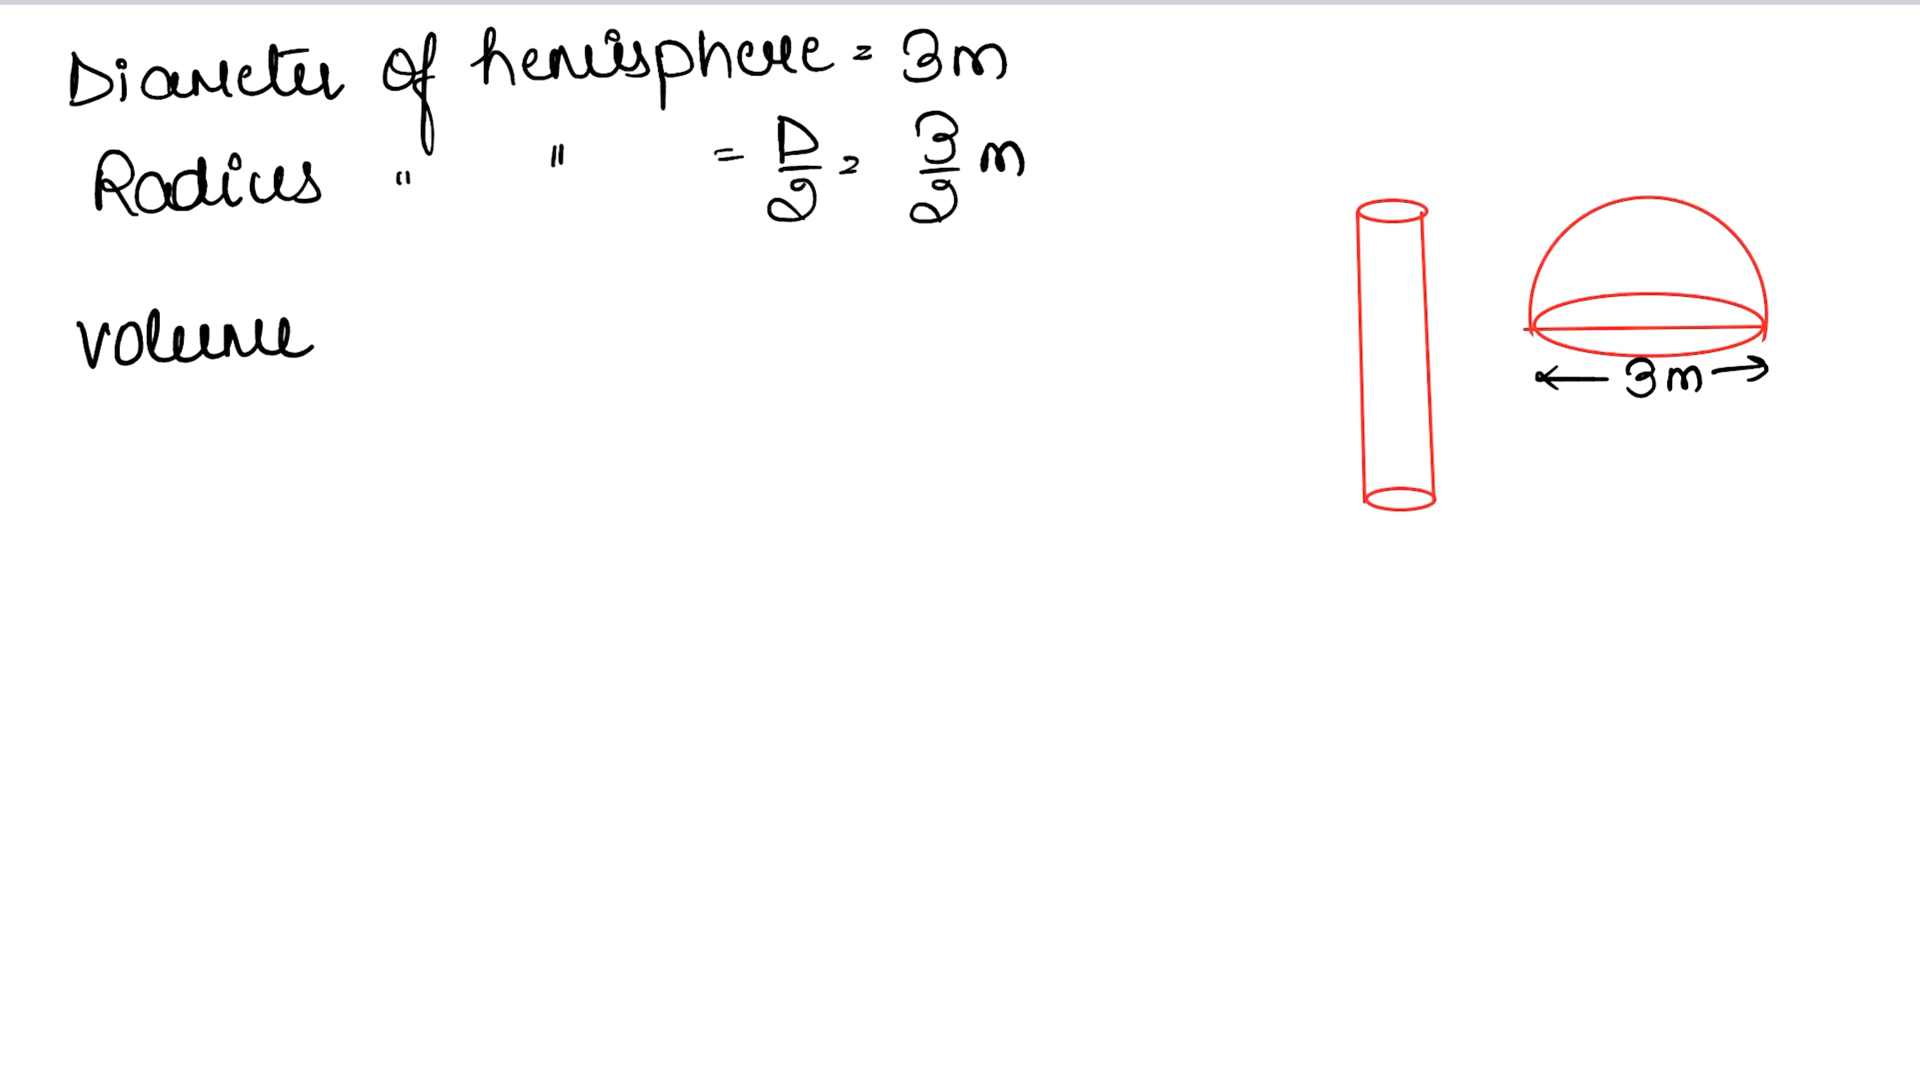 Diameter of hemisphere = 3m
Radius " " = D/2 = 3/2 m
volume
← 3m →